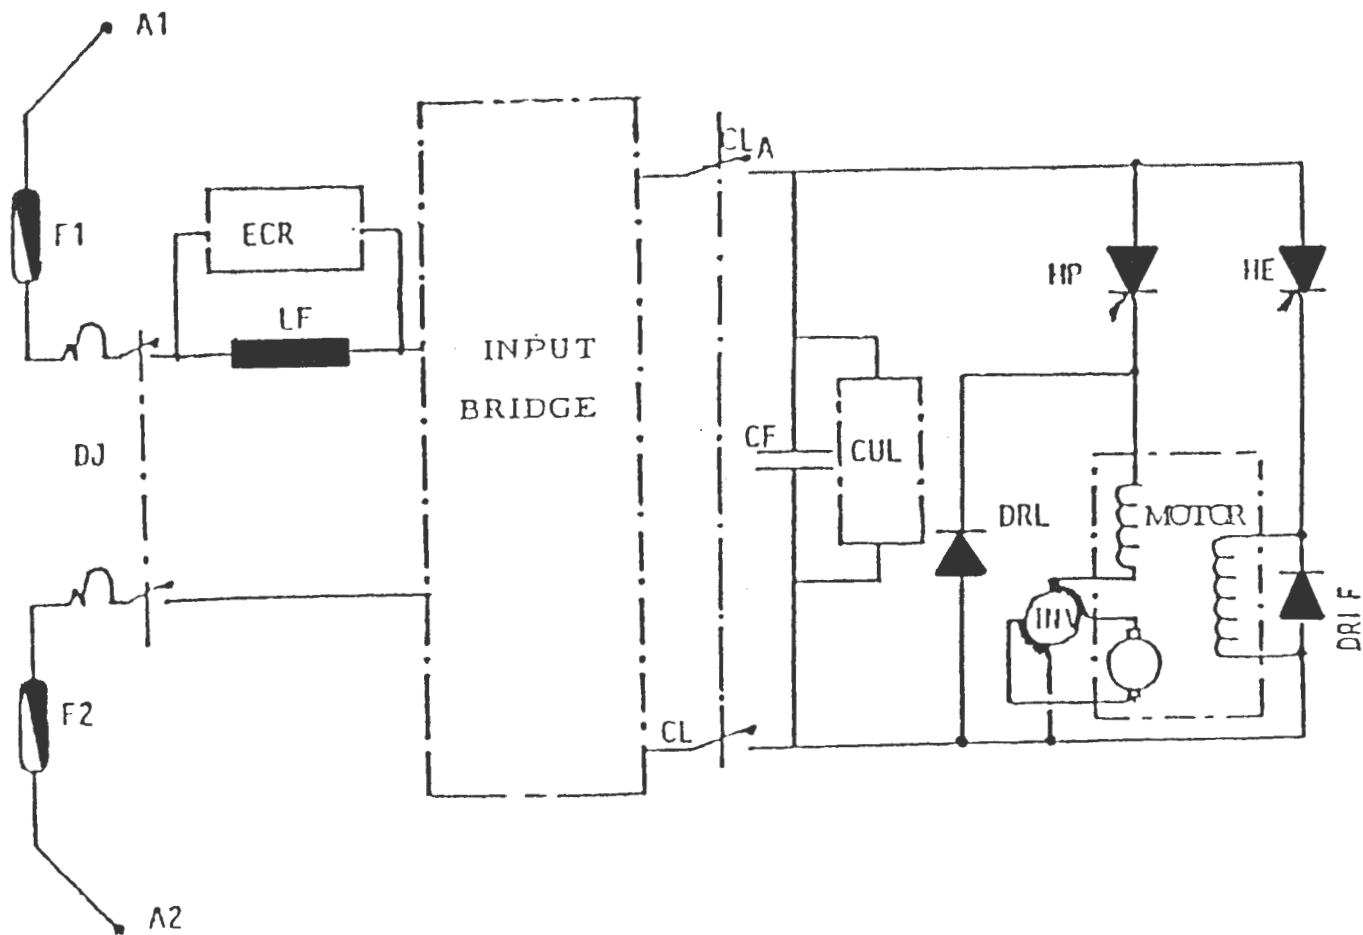 A1
CLA
F1
ECR
HP
HE
LF
INPUT
BRIDGE
DJ
CF
CUL
DRL
MOTOR
INV
DRLF
F2
CL
A2